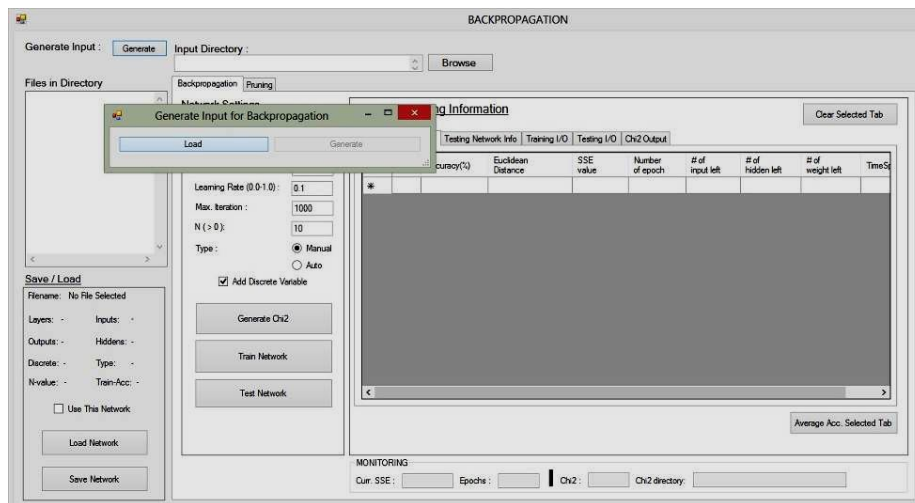 BACKPROPAGATION
Generate Input : Generate
Input Directory :
Browse
Files in Directory
Backpropagation Pruning
Network Settings
Generate Input for Backpropagation
Load Generate
ng Information
Clear Selected Tab
Testing Network Info Training I/O Testing I/O Chi2 Output
curacy(%) Euclidean Distance SSE value Number of epoch # of input left # of hidden left # of weight left TimeSp
Learning Rate (0.0-1.0) : 0.1
Max. Iteration : 1000
N ( > 0 ): 10
Type : Manual
Auto
Add Discrete Variable
Generate Chi2
Train Network
Test Network
Save / Load
Filename: No File Selected
Layers: - Inputs: -
Outputs: - Hiddens: -
Discrete: - Type: -
N-value: - Train-Acc: -
Use This Network
Load Network
Save Network
Average Acc. Selected Tab
MONITORING
Curr. SSE : Epochs : Chi2 : Chi2 directory: